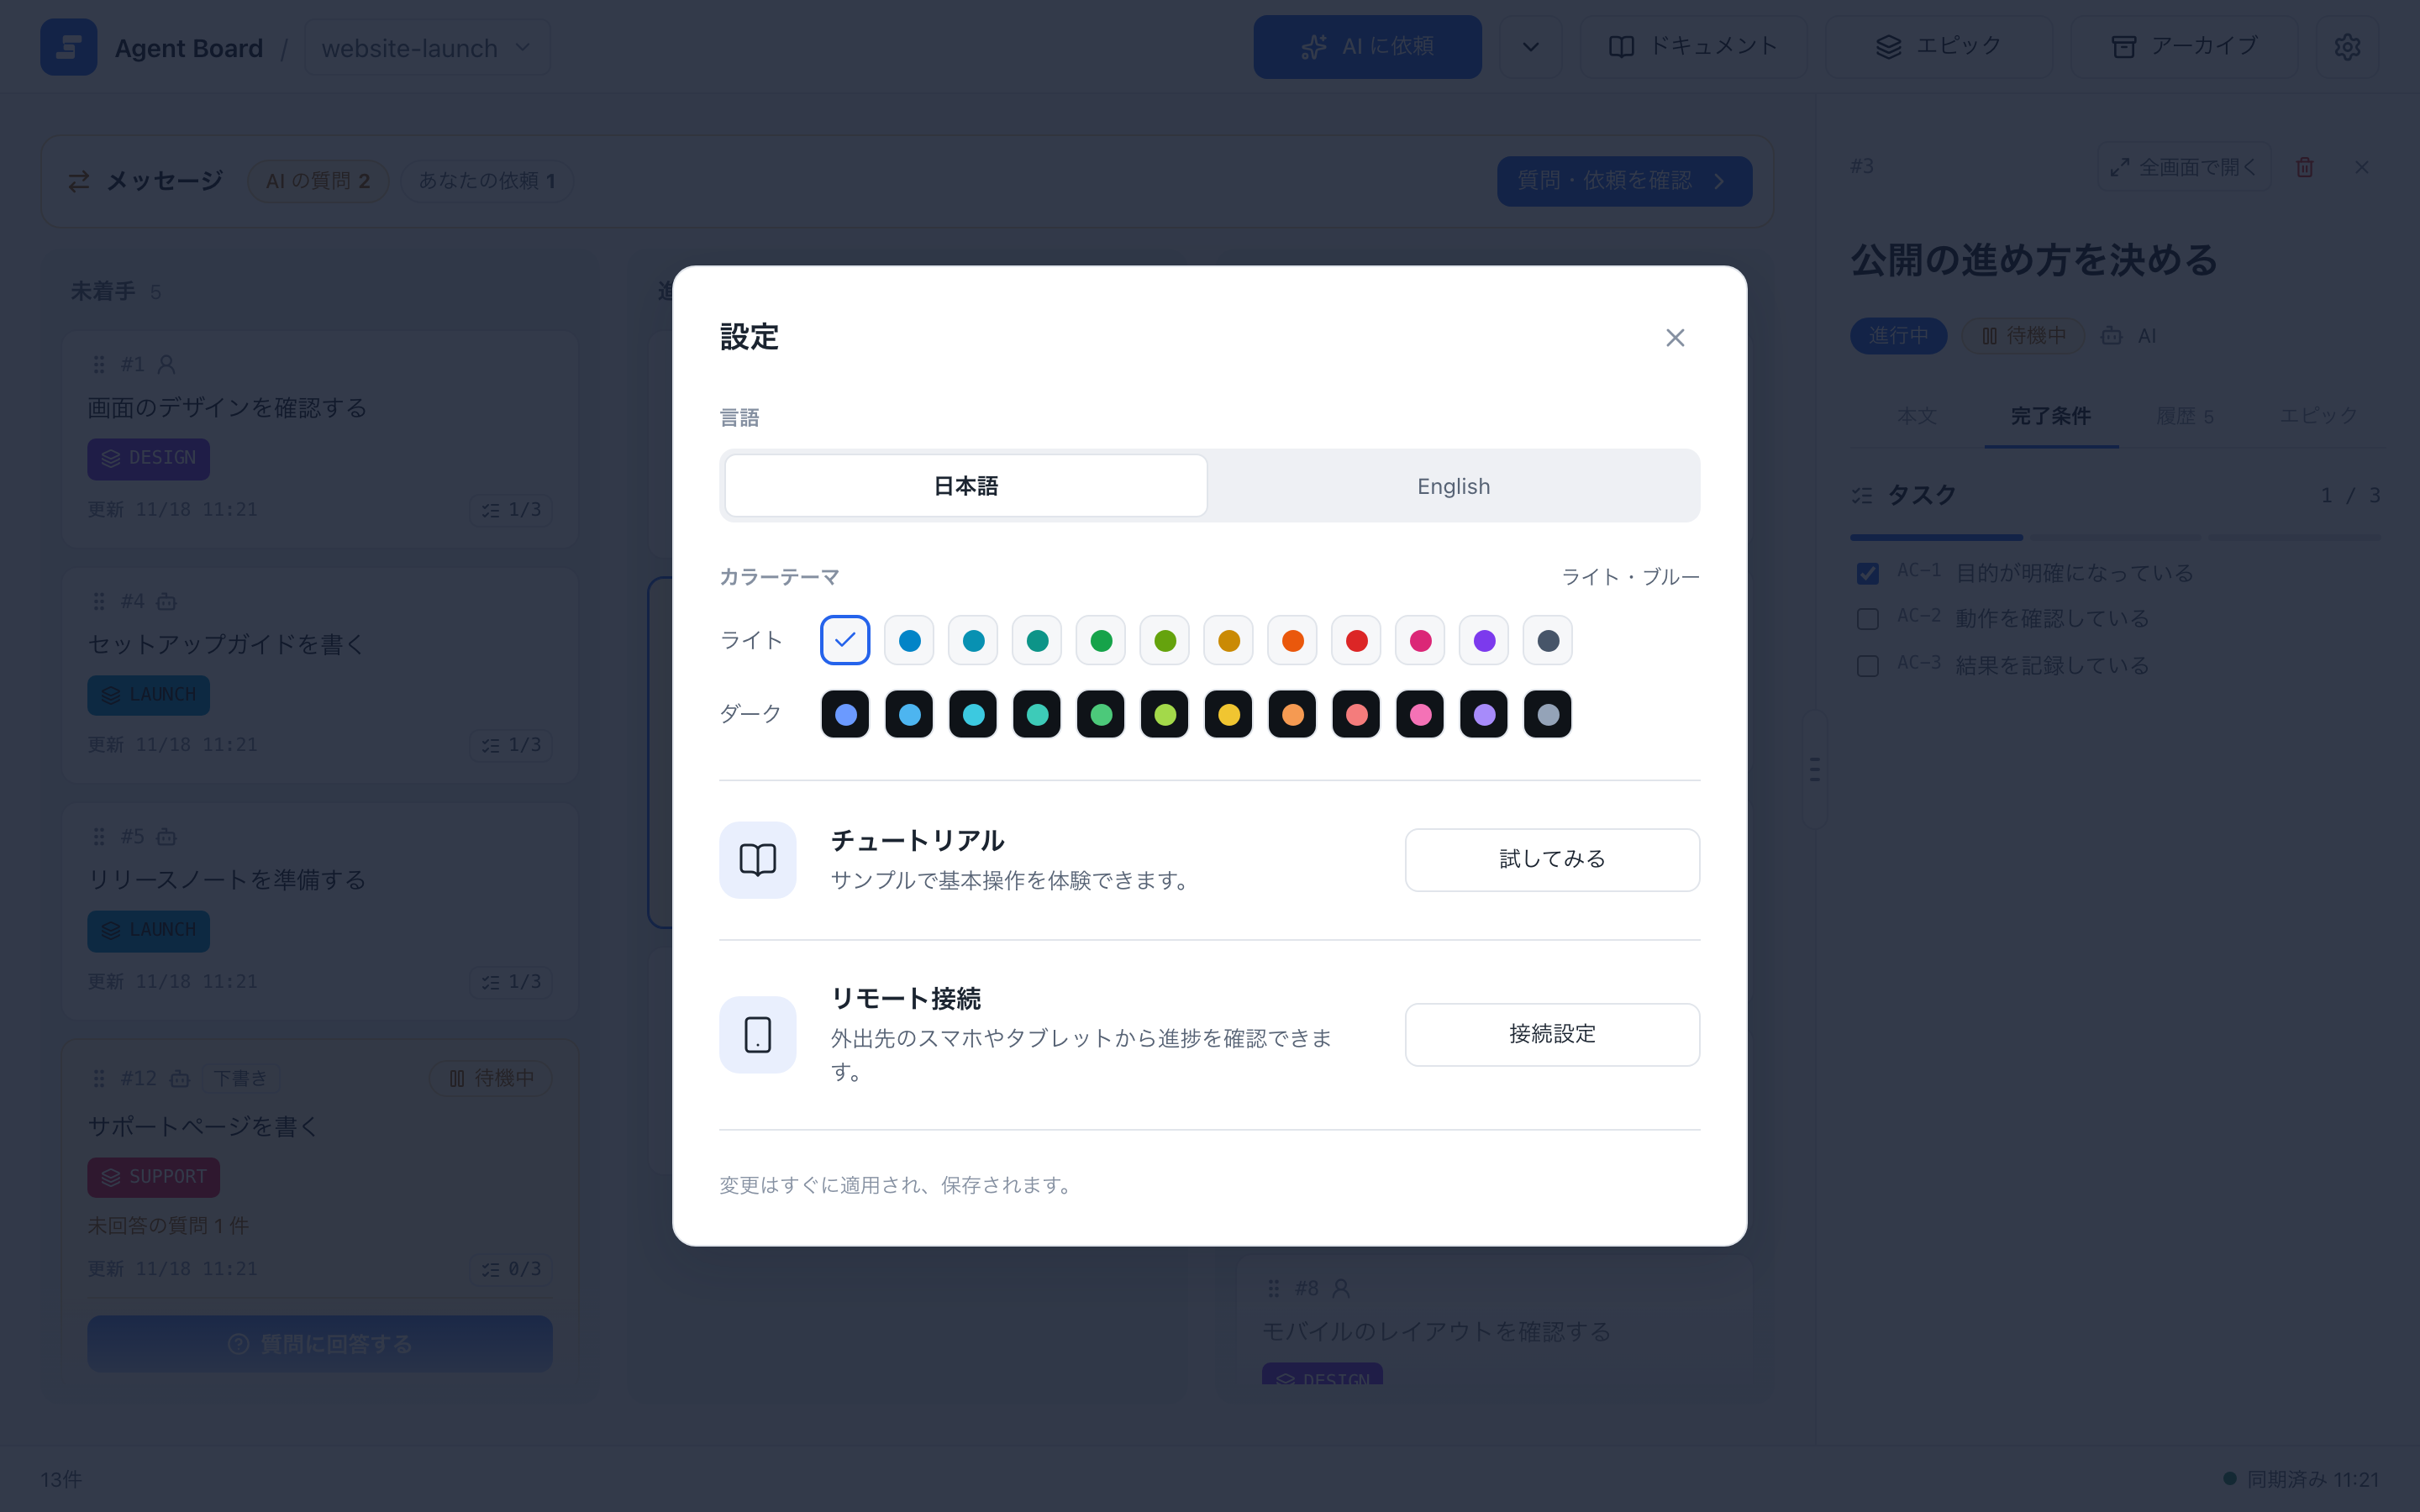 Agent Board / website-launch
AI に依頼
ドキュメント
エピック
アーカイブ
メッセージ
AI の質問 2
あなたの依頼 1
質問・依頼を確認
未着手 5
#1
画面のデザインを確認する
DESIGN
更新 11/18 11:21
1/3
#4
セットアップガイドを書く
LAUNCH
更新 11/18 11:21
1/3
#5
リリースノートを準備する
LAUNCH
更新 11/18 11:21
1/3
#12 下書き
待機中
サポートページを書く
SUPPORT
未回答の質問 1 件
更新 11/18 11:21
0/3
質問に回答する
設定
言語
日本語
English
カラーテーマ
ライト・ブルー
ライト
ダーク
チュートリアル
サンプルで基本操作を体験できます。
試してみる
リモート接続
外出先のスマホやタブレットから進捗を確認できま
す。
接続設定
変更はすぐに適用され、保存されます。
#8
モバイルのレイアウトを確認する
DESIGN
#3
全画面で開く
公開の進め方を決める
進行中
待機中
AI
本文
完了条件
履歴 5
エピック
タスク
1 / 3
AC-1 目的が明確になっている
AC-2 動作を確認している
AC-3 結果を記録している
13件
同期済み 11:21